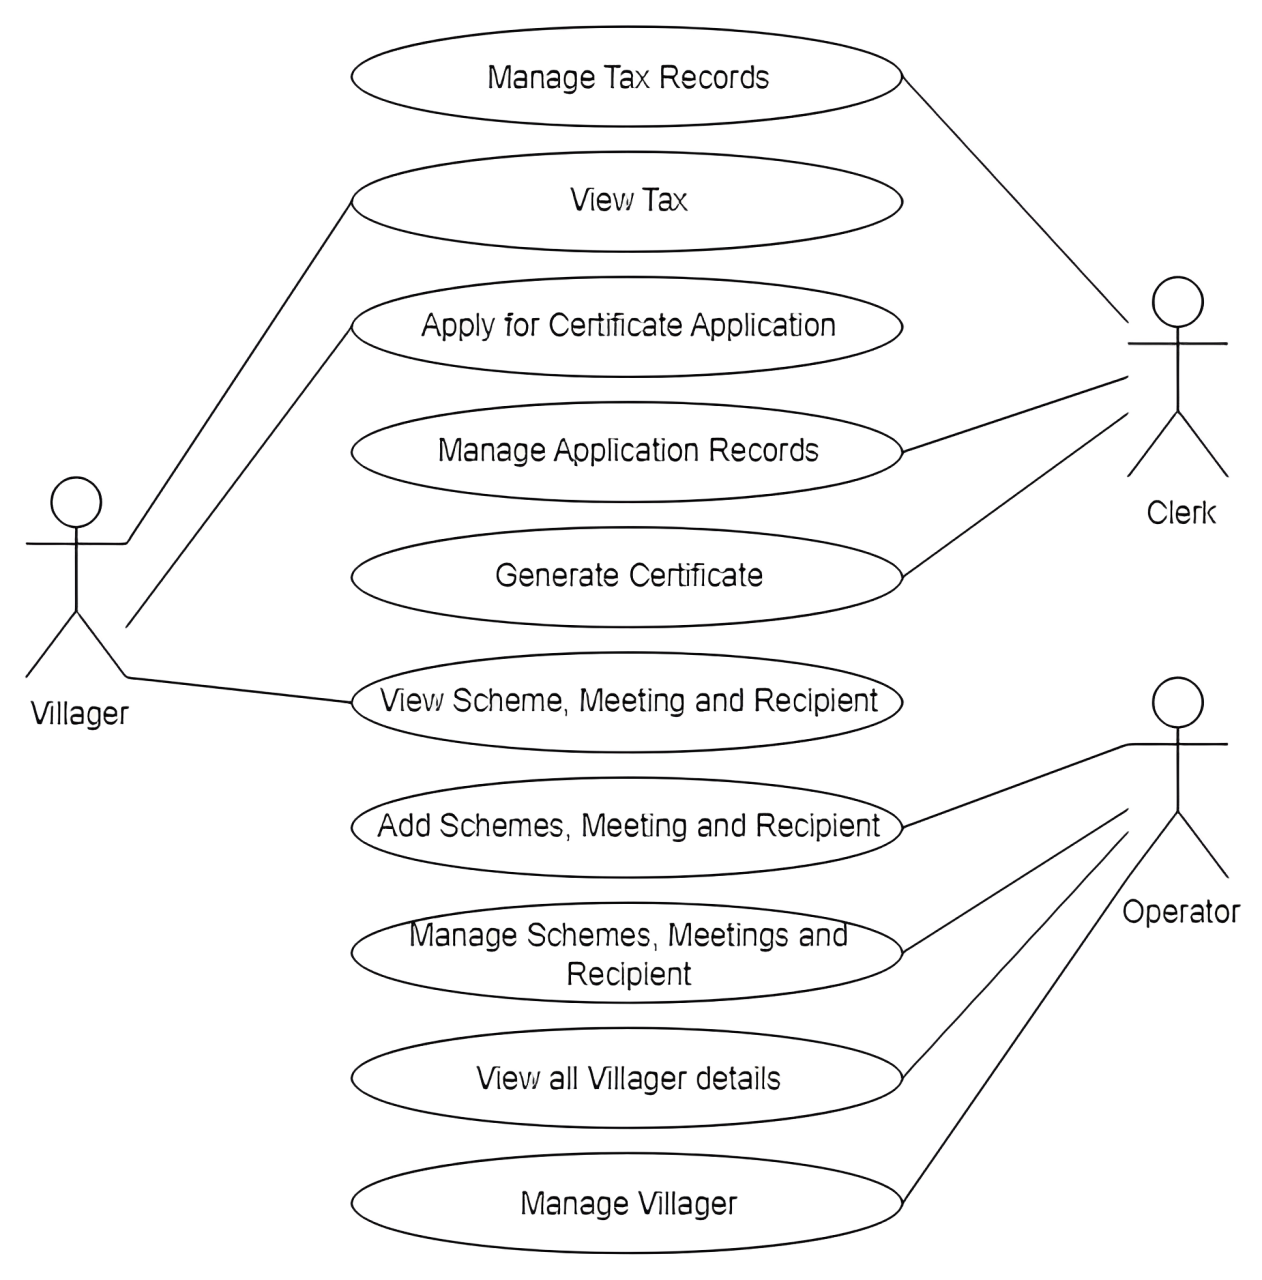 Manage Tax Records
View Tax
Apply for Certificate Application
Manage Application Records
Clerk
Generate Certificate
View Scheme, Meeting and Recipient
Villager
Add Schemes, Meeting and Recipient
Operator
Manage Schemes, Meetings and
Recipient
View all Villager details
Manage Villager